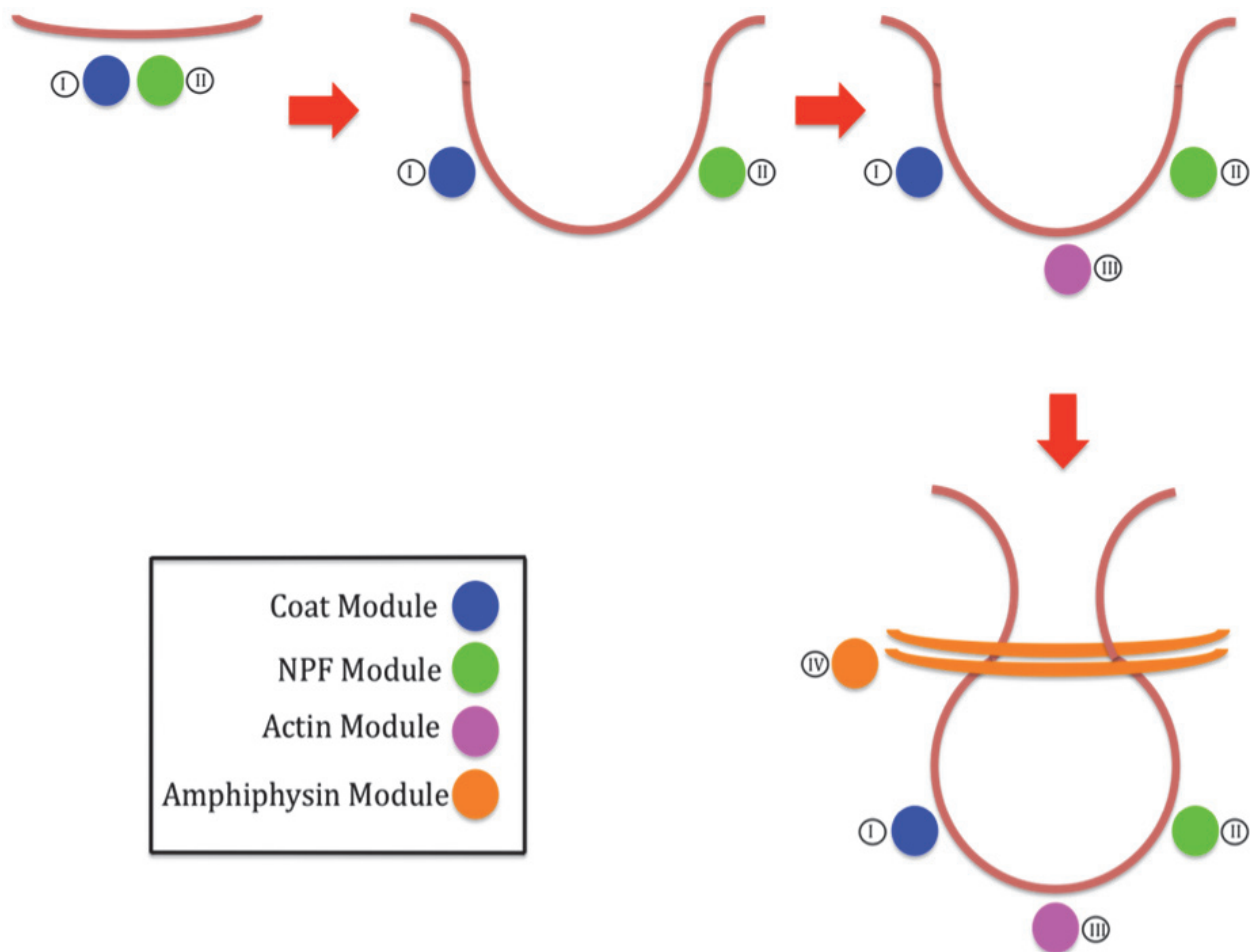 I II
I II
I II
III
IV
I II
III
Coat Module
NPF Module
Actin Module
Amphiphysin Module